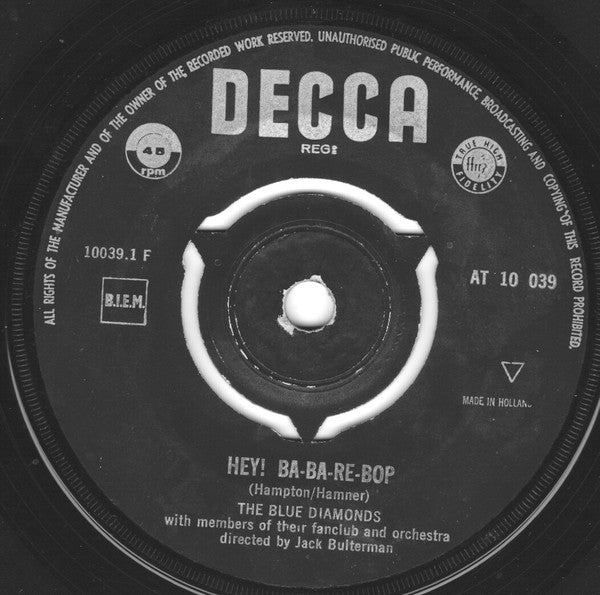 ALL RIGHTS OF THE MANUFACTURER AND OF THE OWNER OF THE RECORDED WORK RESERVED. UNAUTHORISED PUBLIC PERFORMANCE, BROADCASTING AND COPYING OF THIS RECORD PROHIBITED.
DECCA
REGD
45
rpm
TRUE HIGH
ffrr
FIDELITY
10039.1 F
AT 10 039
B.I.E.M.
MADE IN HOLLAND
HEY! BA-BA-RE-BOP
(Hampton/Hamner)
THE BLUE DIAMONDS
with members of their fanclub and orchestra
directed by Jack Bulterman